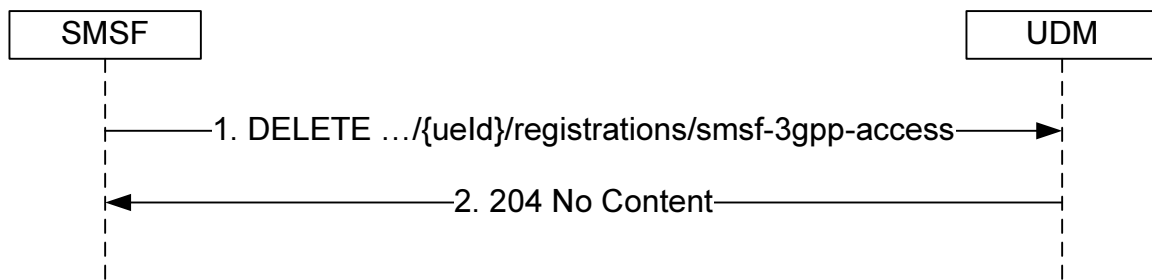 SMSF
UDM
1. DELETE …/{ueId}/registrations/smsf-3gpp-access
2. 204 No Content